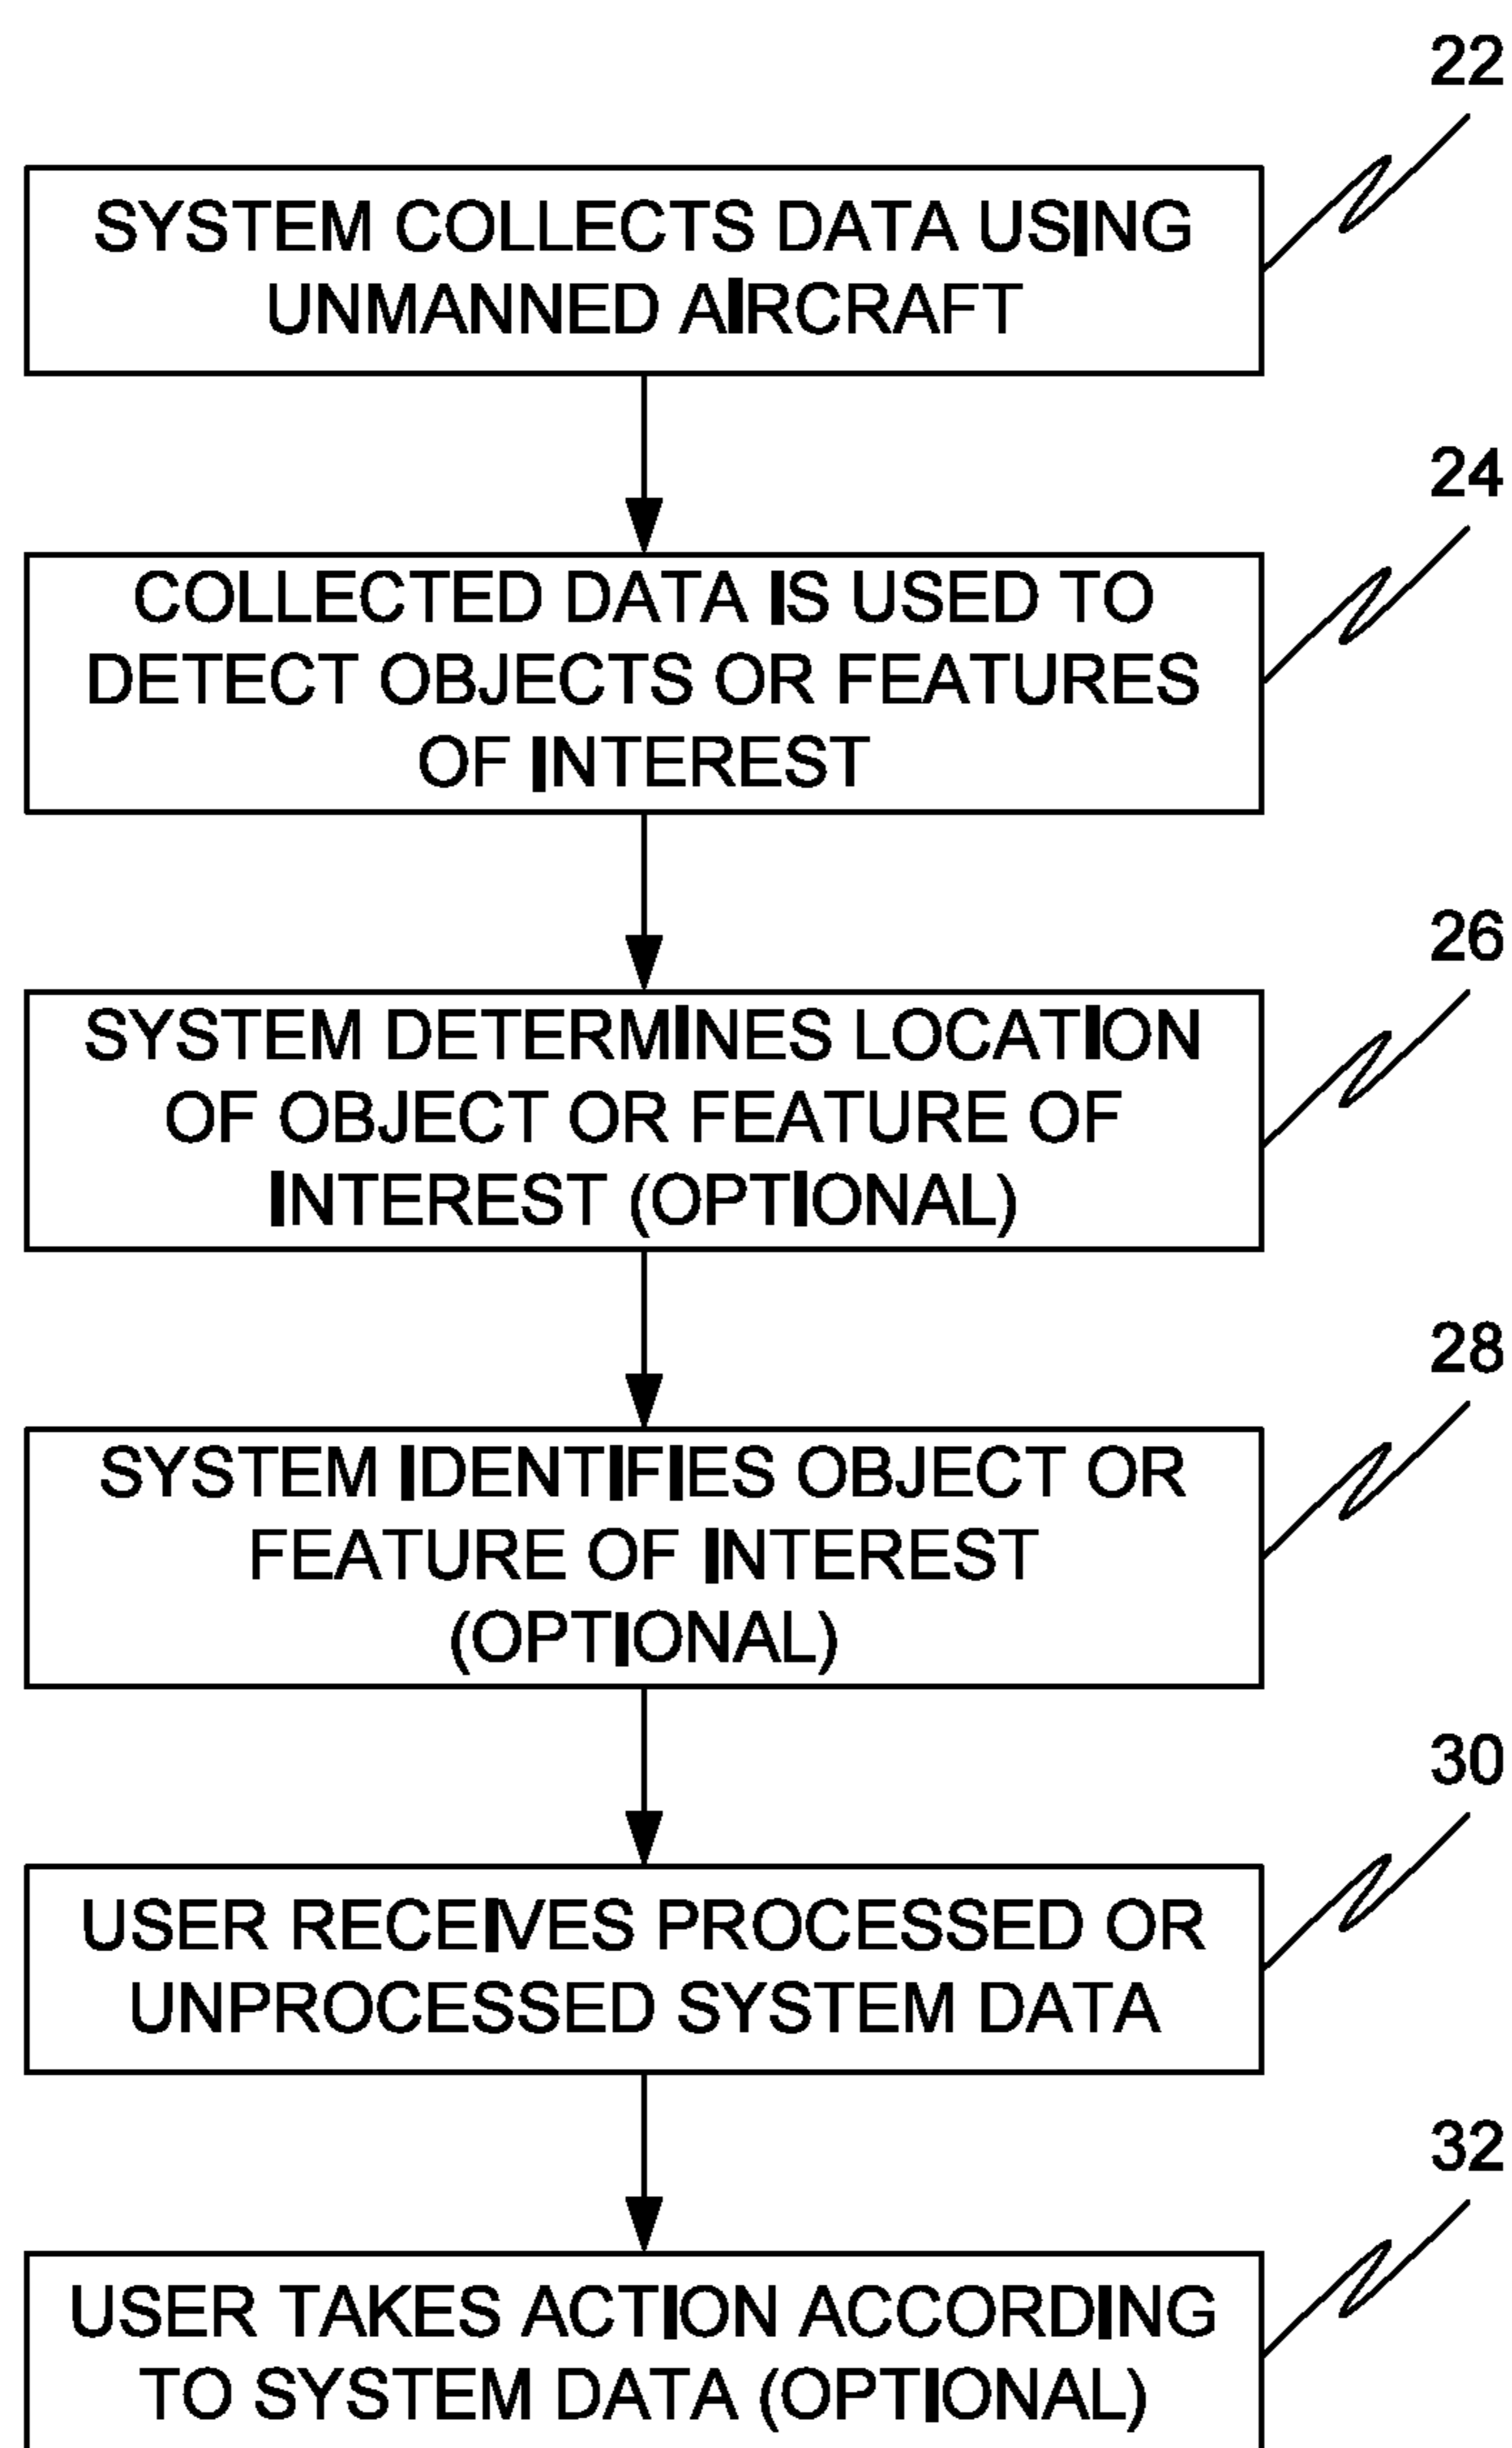 22
SYSTEM COLLECTS DATA USING
UNMANNED AIRCRAFT
24
COLLECTED DATA IS USED TO
DETECT OBJECTS OR FEATURES
OF INTEREST
26
SYSTEM DETERMINES LOCATION
OF OBJECT OR FEATURE OF
INTEREST (OPTIONAL)
28
SYSTEM IDENTIFIES OBJECT OR
FEATURE OF INTEREST
(OPTIONAL)
30
USER RECEIVES PROCESSED OR
UNPROCESSED SYSTEM DATA
32
USER TAKES ACTION ACCORDING
TO SYSTEM DATA (OPTIONAL)